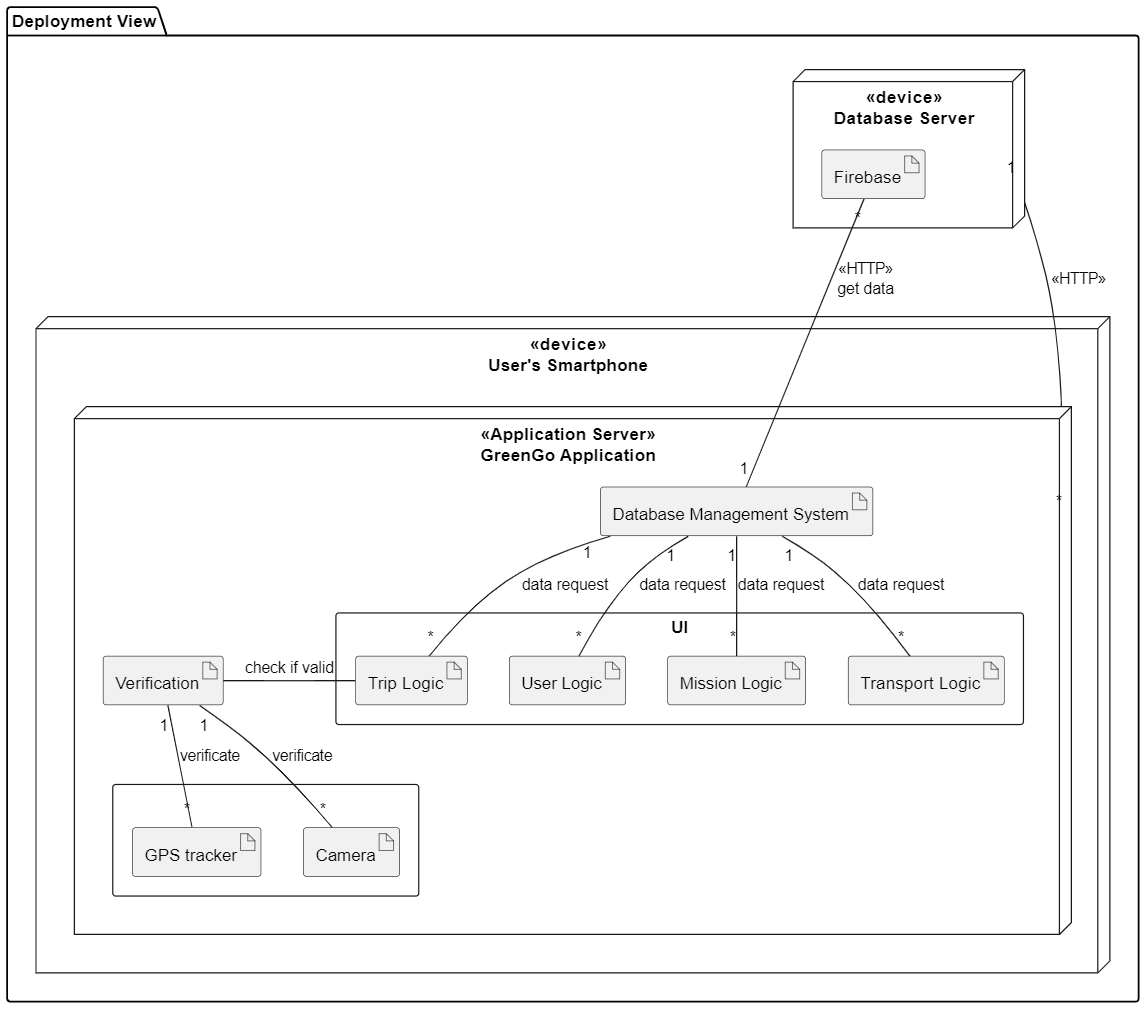 Deployment View
«device»
Database Server
Firebase
1
*
«HTTP»
get data
«HTTP»
«device»
User's Smartphone
«Application Server»
GreenGo Application
1
*
Database Management System
1
1
1
1
data request
data request
data request
data request
UI
*
*
*
*
check if valid
Verification
Trip Logic
User Logic
Mission Logic
Transport Logic
1
1
verificate
verificate
*
*
GPS tracker
Camera